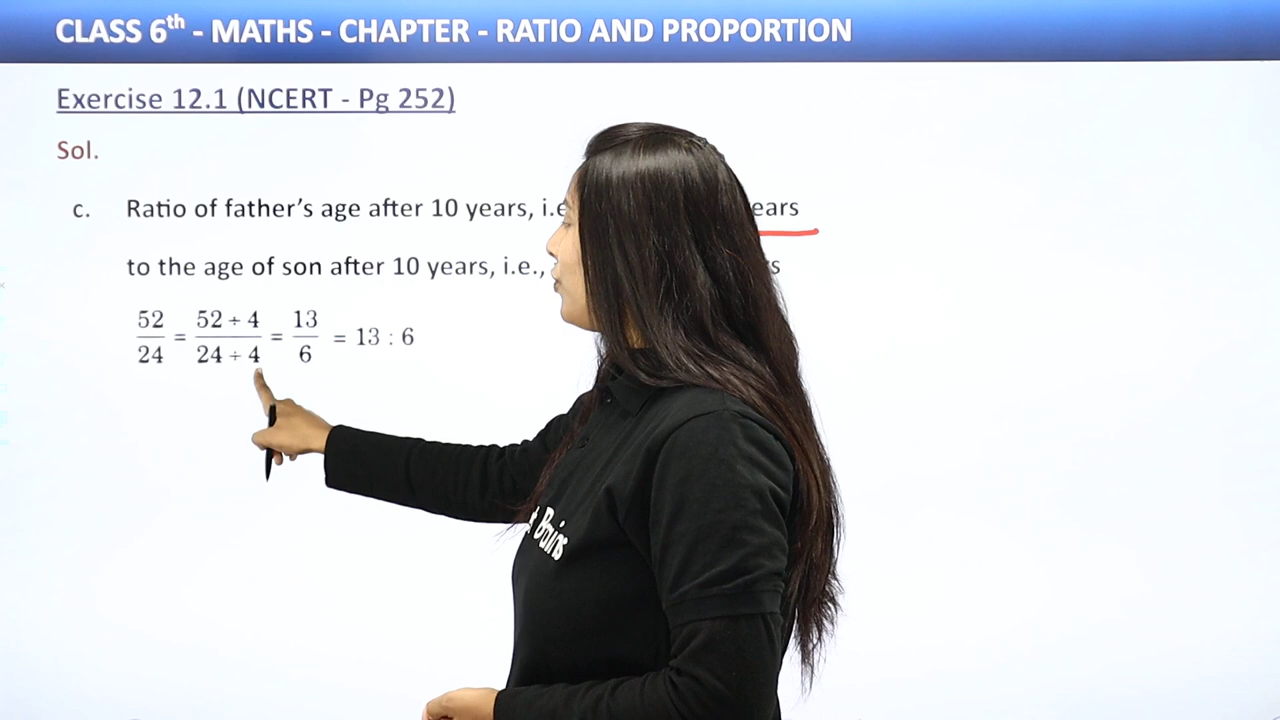 CLASS 6th - MATHS - CHAPTER - RATIO AND PROPORTION
Exercise 12.1 (NCERT - Pg 252)
Sol.
c. Ratio of father's age after 10 years, i.e
to the age of son after 10 years, i.e.,
52/24 = 52 ÷ 4/24 ÷ 4 = 13/6 = 13 : 6